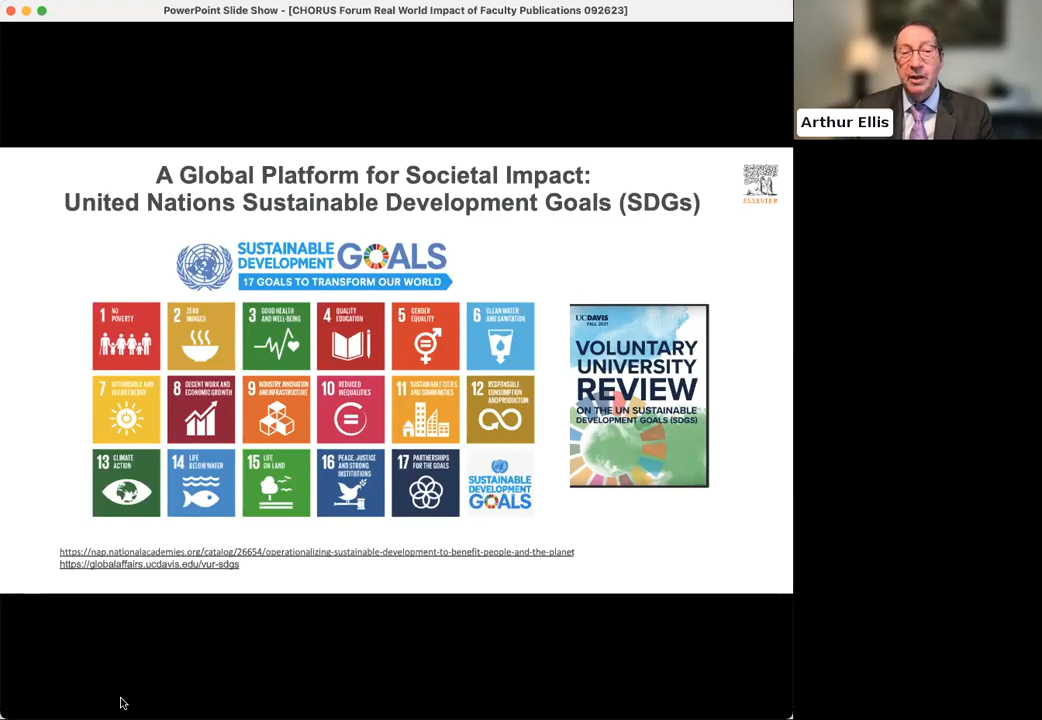 PowerPoint Slide Show - [CHORUS Forum Real World Impact of Faculty Publications 092623]
Arthur Ellis
A Global Platform for Societal Impact:
United Nations Sustainable Development Goals (SDGs)
ELSEVIER
SUSTAINABLE
DEVELOPMENT
GOALS
17 GOALS TO TRANSFORM OUR WORLD
1 NO
POVERTY
2 ZERO
HUNGER
3 GOOD HEALTH
AND WELL-BEING
4 QUALITY
EDUCATION
5 GENDER
EQUALITY
6 CLEAN WATER
AND SANITATION
7 AFFORDABLE AND
CLEAN ENERGY
8 DECENT WORK AND
ECONOMIC GROWTH
9 INDUSTRY, INNOVATION
AND INFRASTRUCTURE
10 REDUCED
INEQUALITIES
11 SUSTAINABLE CITIES
AND COMMUNITIES
12 RESPONSIBLE
CONSUMPTION
AND PRODUCTION
13 CLIMATE
ACTION
14 LIFE
BELOW WATER
15 LIFE
ON LAND
16 PEACE, JUSTICE
AND STRONG
INSTITUTIONS
17 PARTNERSHIPS
FOR THE GOALS
SUSTAINABLE
DEVELOPMENT
GOALS
UCDAVIS
FALL 2021
VOLUNTARY
UNIVERSITY
REVIEW
ON THE UN SUSTAINABLE
DEVELOPMENT GOALS (SDGS)
https://nap.nationalacademies.org/catalog/26654/operationalizing-sustainable-development-to-benefit-people-and-the-planet
https://globalaffairs.ucdavis.edu/vur-sdgs